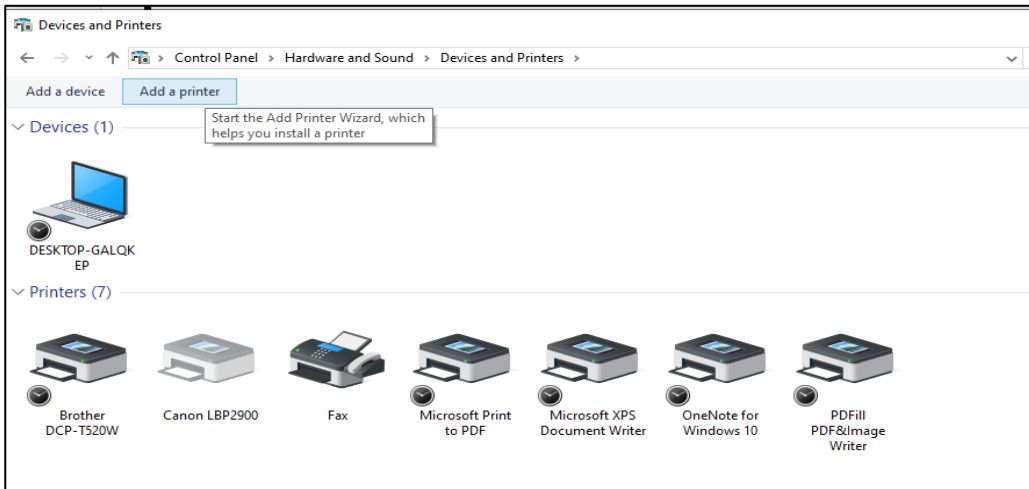 Devices and Printers
Control Panel > Hardware and Sound > Devices and Printers >
Add a device Add a printer
Start the Add Printer Wizard, which
helps you install a printer
Devices (1)
DESKTOP-GALQK
EP
Printers (7)
Brother
DCP-T520W
Canon LBP2900
Fax
Microsoft Print
to PDF
Microsoft XPS
Document Writer
OneNote for
Windows 10
PDFill
PDF&Image
Writer